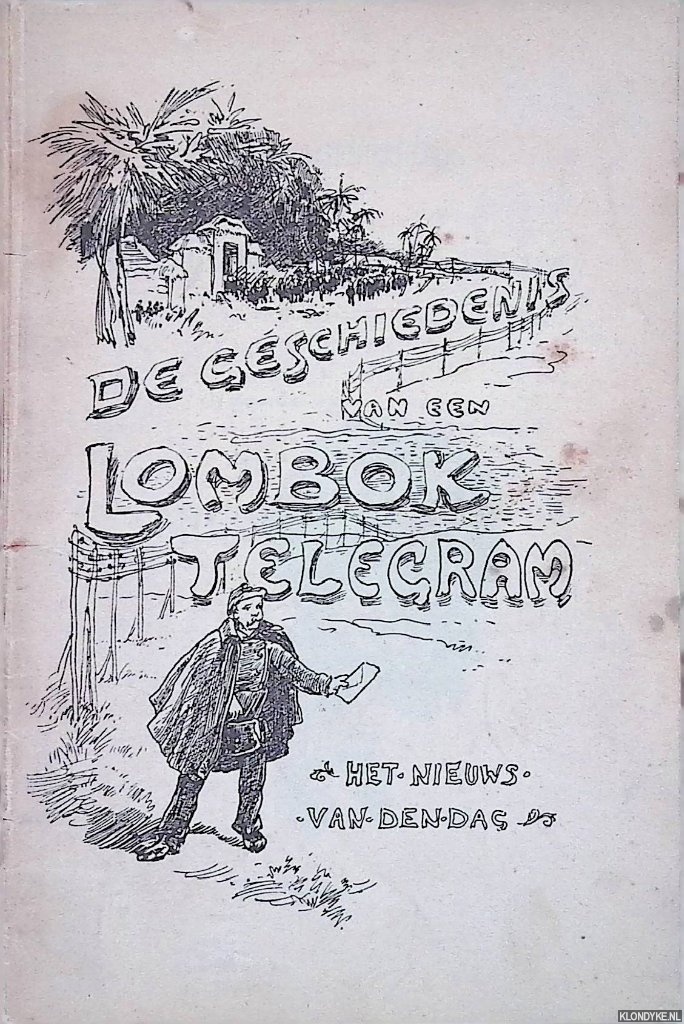 DE GESCHIEDENIS
VAN EEN
LOMBOK
TELEGRAM
HET·NIEUWS·
·VAN·DEN·DAG
KLONDYKE.NL